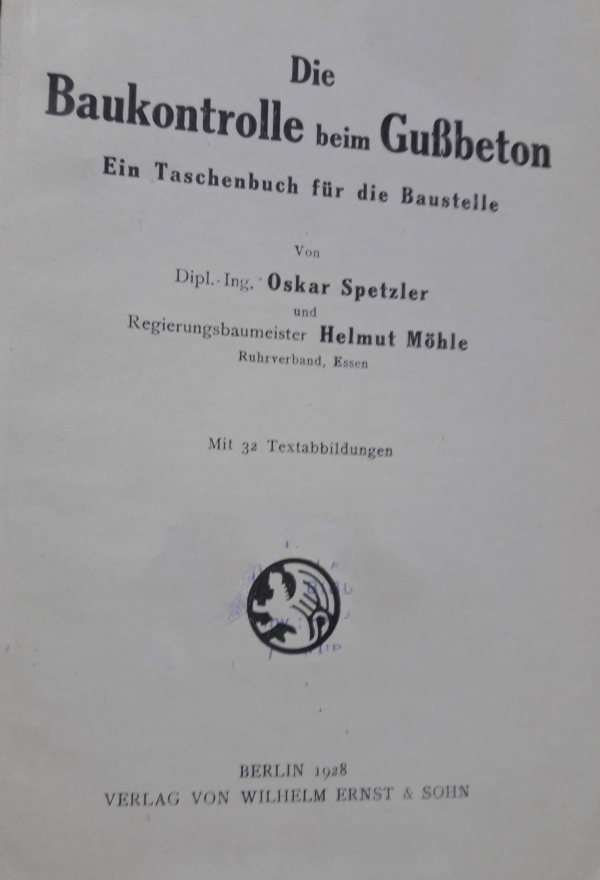 Die
Baukontrolle beim Gußbeton
Ein Taschenbuch für die Baustelle
Von
Dipl.-Ing. Oskar Spetzler
und
Regierungsbaumeister Helmut Möhle
Ruhrverband, Essen
Mit 32 Textabbildungen
BERLIN 1928
VERLAG VON WILHELM ERNST & SOHN